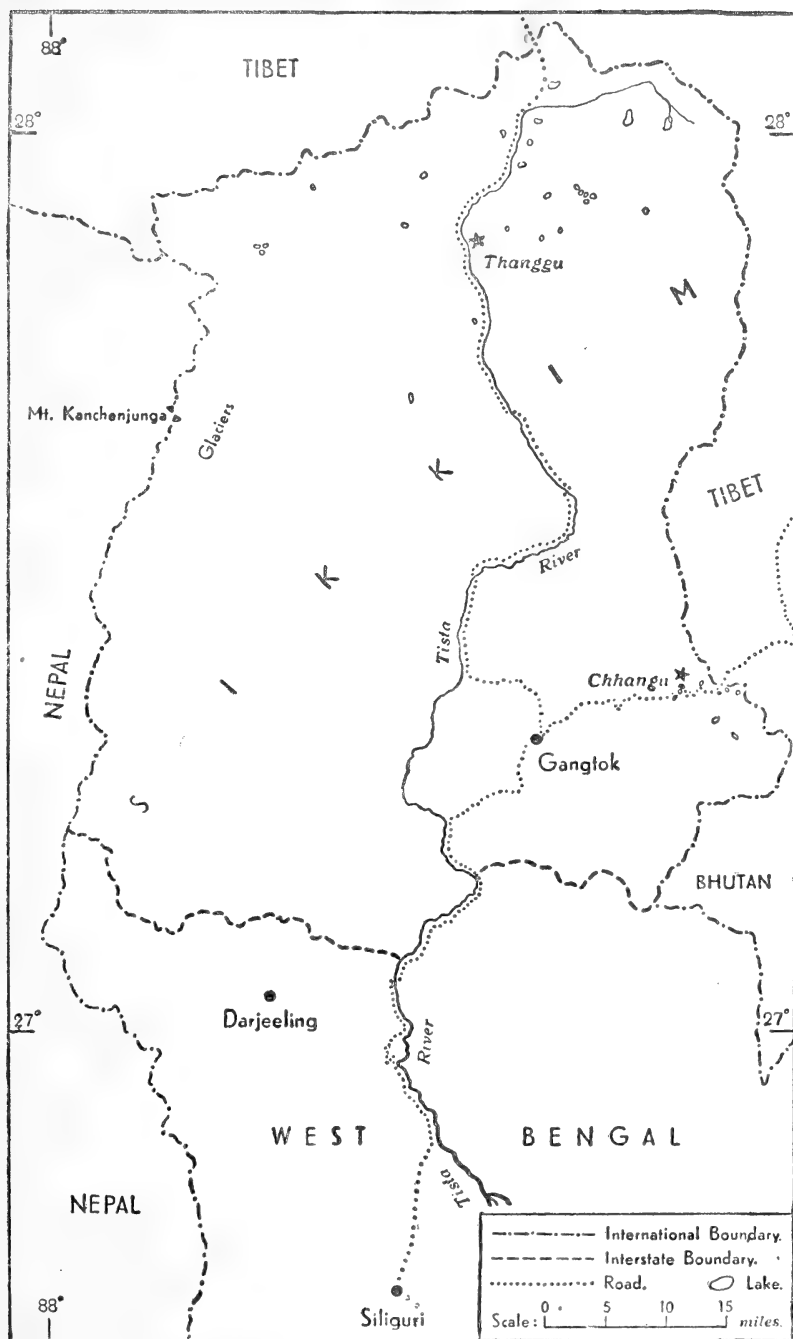 88°
TIBET
28°
28°
Thanggu
M
I
Mt. Kanchenjunga
Glaciers
K
TIBET
K
River
Tista
NEPAL
Chhangu
I
Gangtok
S
BHUTAN
Darjeeling
27°
27°
River
WEST BENGAL
Tista
NEPAL
International Boundary.
Interstate Boundary.
Road. Lake.
Scale: 0 5 10 15 miles.
88°
Siliguri